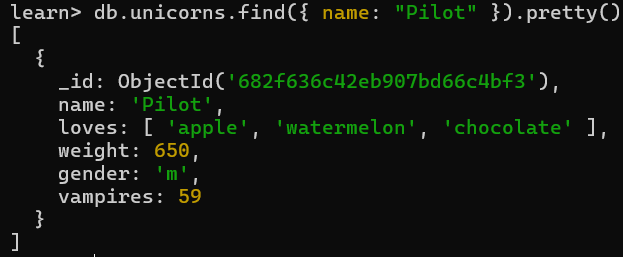 learn> db.unicorns.find({ name: "Pilot" }).pretty()
[
  {
    _id: ObjectId('682f636c42eb907bd66c4bf3'),
    name: 'Pilot',
    loves: [ 'apple', 'watermelon', 'chocolate' ],
    weight: 650,
    gender: 'm',
    vampires: 59
  }
]